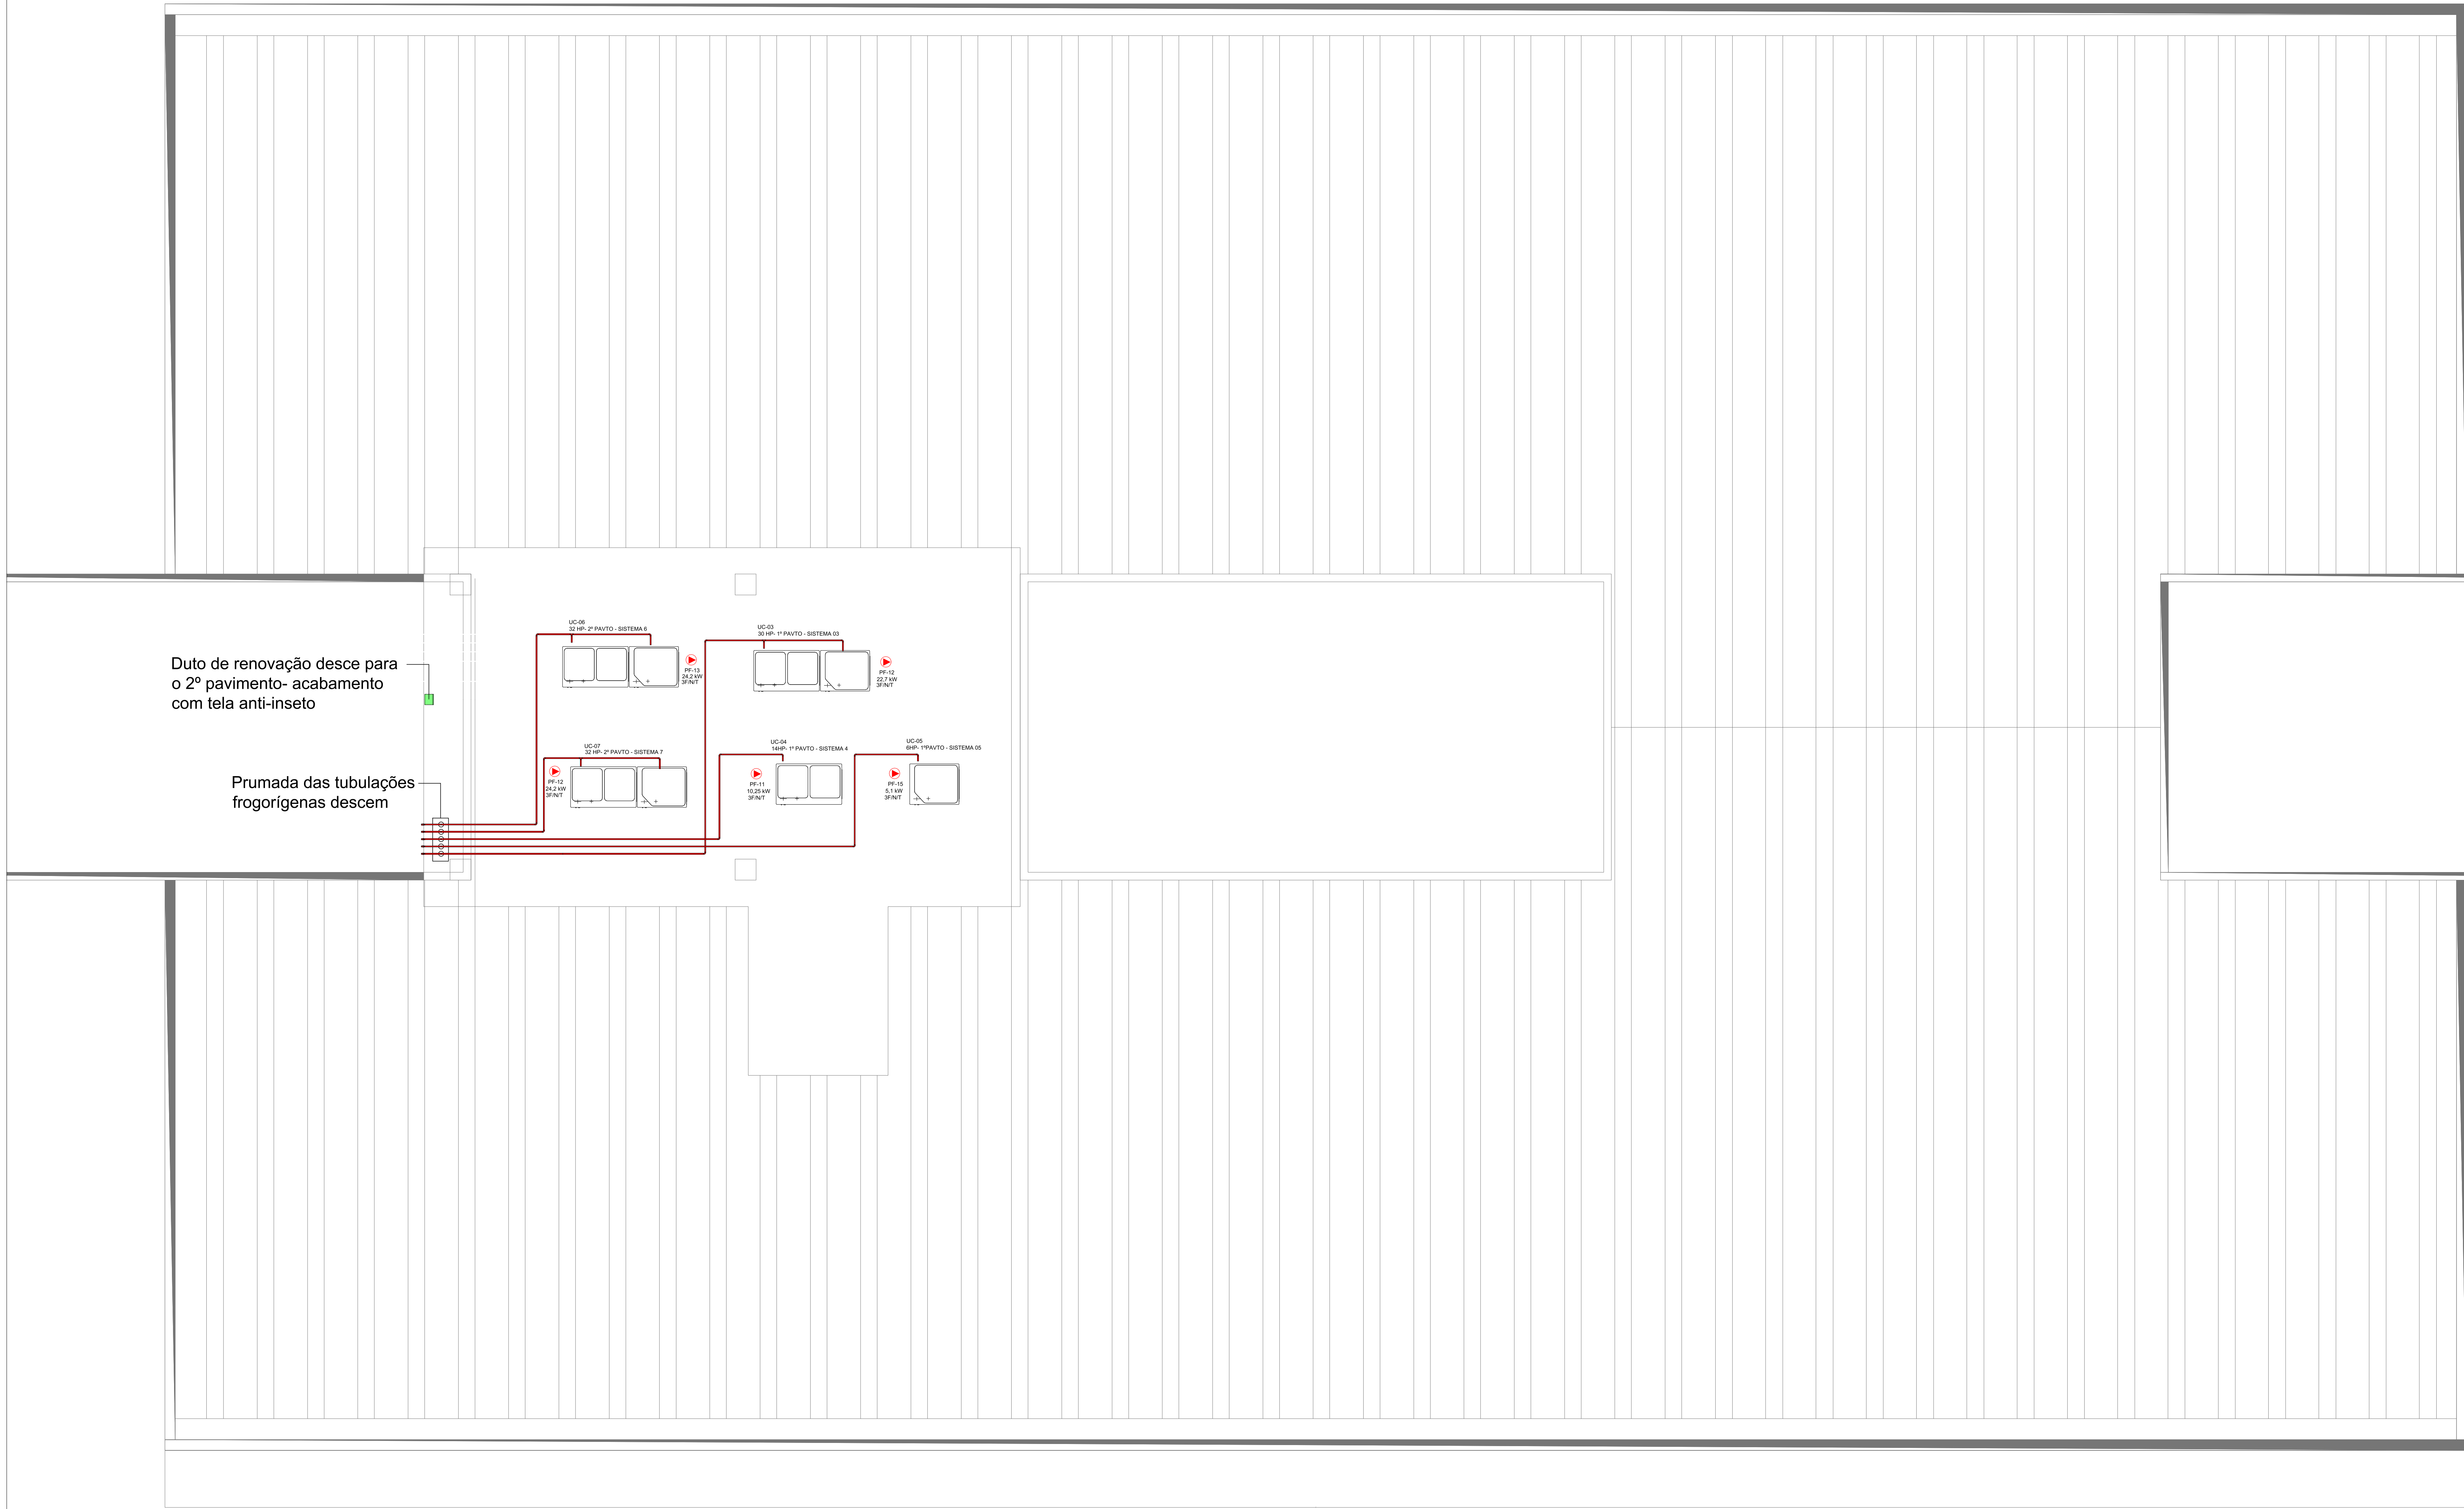 UC-06
32 HP- 2º PAVTO - SISTEMA 6
PF-13
24,2 kW
3F/N/T
UC-03
30 HP- 1º PAVTO - SISTEMA 03
PF-12
22,7 kW
3F/N/T
Duto de renovação desce para
o 2º pavimento- acabamento
com tela anti-inseto
UC-07
32 HP- 2º PAVTO - SISTEMA 7
PF-12
24,2 kW
3F/N/T
UC-04
14HP- 1º PAVTO - SISTEMA 4
PF-11
10,25 kW
3F/N/T
UC-05
6HP- 1ºPAVTO - SISTEMA 05
PF-15
5,1 kW
3F/N/T
Prumada das tubulações
frogorígenas descem